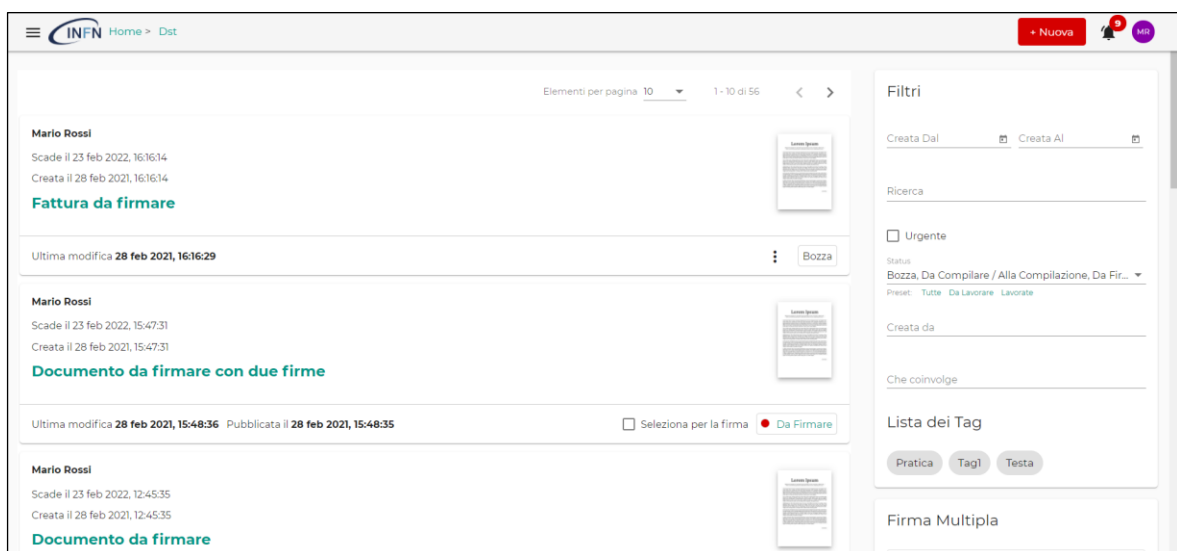 INFN Home > Dst
+ Nuova
9
MR
Elementi per pagina 10 1 - 10 di 56
Mario Rossi
Scade il 23 feb 2022, 16:16:14
Creata il 28 feb 2021, 16:16:14
Fattura da firmare
Lorem Ipsum
Ultima modifica 28 feb 2021, 16:16:29
Bozza
Mario Rossi
Scade il 23 feb 2022, 15:47:31
Creata il 28 feb 2021, 15:47:31
Documento da firmare con due firme
Lorem Ipsum
Ultima modifica 28 feb 2021, 15:48:36 Pubblicata il 28 feb 2021, 15:48:35
Seleziona per la firma
Da Firmare
Mario Rossi
Scade il 23 feb 2022, 12:45:35
Creata il 28 feb 2021, 12:45:35
Documento da firmare
Lorem Ipsum
Filtri
Creata Dal
Creata Al
Ricerca
Urgente
Status
Bozza, Da Compilare / Alla Compilazione, Da Fir...
Preset: Tutte Da Lavorare Lavorate
Creata da
Che coinvolge
Lista dei Tag
Pratica Tag1 Testa
Firma Multipla